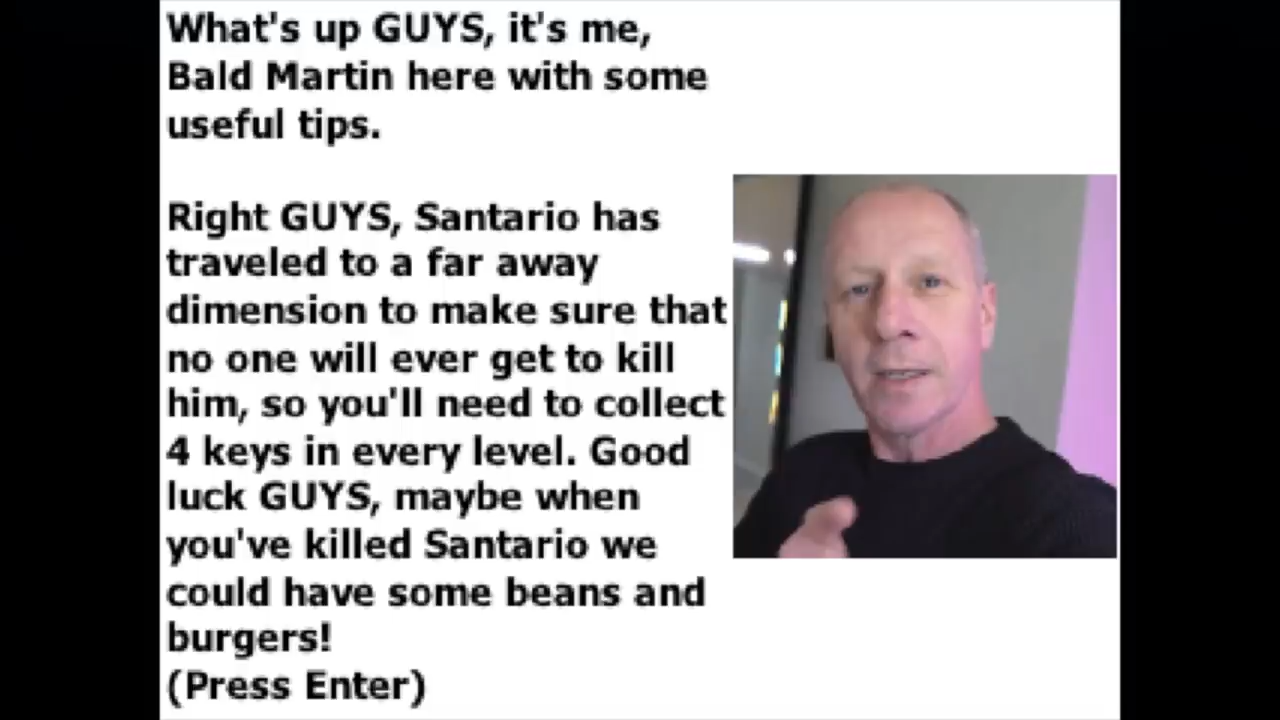 What's up GUYS, it's me,
Bald Martin here with some
useful tips.
Right GUYS, Santario has
traveled to a far away
dimension to make sure that
no one will ever get to kill
him, so you'll need to collect
4 keys in every level. Good
luck GUYS, maybe when
you've killed Santario we
could have some beans and
burgers!
(Press Enter)